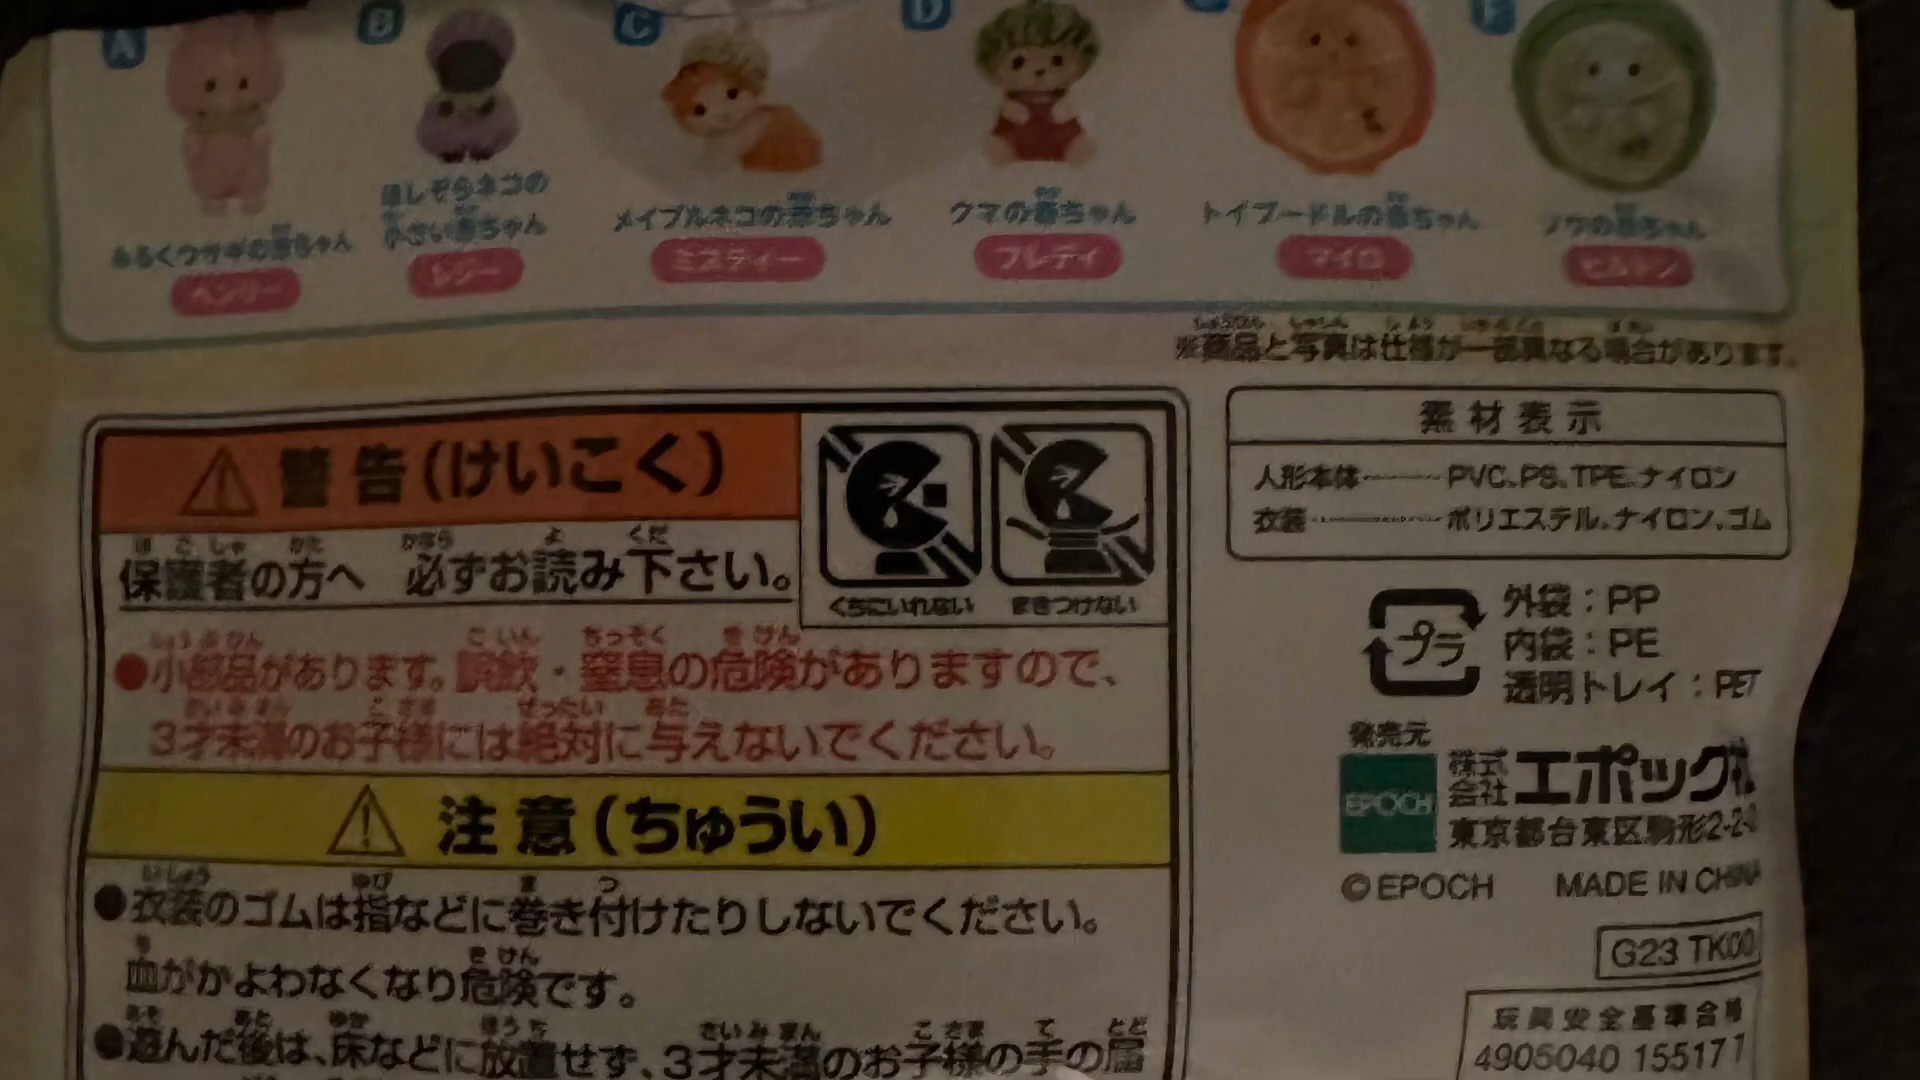 A B C D F
ほしぞらネコの
みるくウサギの赤ちゃん 小さい赤ちゃん メイプルネコの赤ちゃん クマの赤ちゃん トイプードルの赤ちゃん ゾウの赤ちゃん
ヘンリー ミスティー フレディ マイロ
※商品と写真は仕様が一部異なる場合があります。
警告(けいこく)
保護者の方へ 必ずお読み下さい。
くちにいれない まきつけない
●小部品があります。誤飲・窒息の危険がありますので、
3才未満のお子様には絶対に与えないでください。
注意(ちゅうい)
●衣装のゴムは指などに巻き付けたりしないでください。
血がかよわなくなり危険です。
●遊んだ後は、床などに放置せず、3才未満のお子様の手の届
素材表示
人形本体 PVC、PS、TPE、ナイロン
衣装 ポリエステル、ナイロン、ゴム
プラ
外袋:PP
内袋:PE
透明トレイ:PET
発売元
EPOCH 株式会社 エポック社
東京都台東区駒形2-2-
©EPOCH MADE IN CHINA
G23 TK00
玩具安全基準合格
4905040 155177